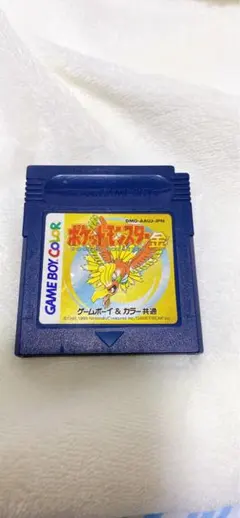 DMG-AAUJ-JPN
ポケットモンスター 金
GAME BOY COLOR
ゲームボーイ & カラー共通